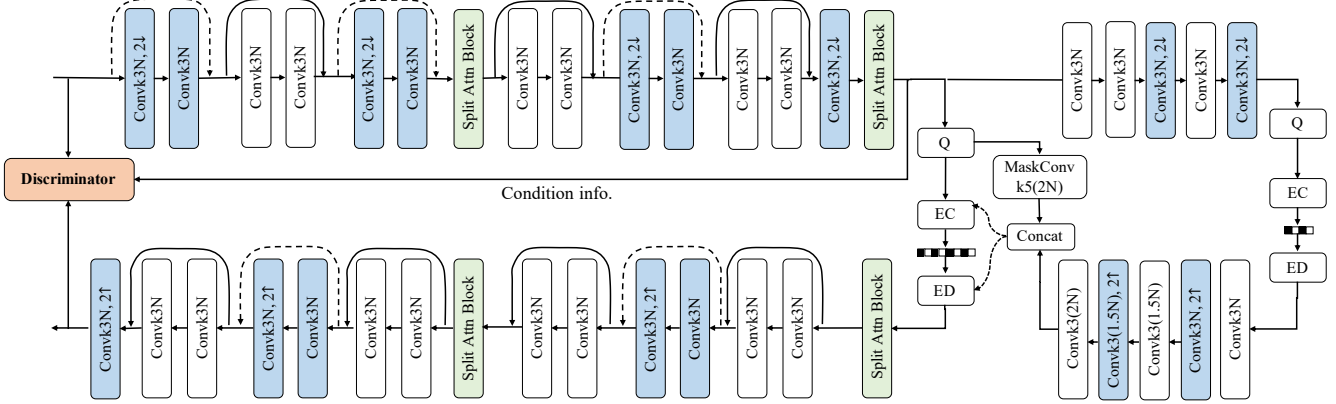 Convk3N, 2↓
Convk3N
Convk3N
Convk3N
Convk3N, 2↓
Convk3N
Split Attn Block
Convk3N
Convk3N
Convk3N, 2↓
Convk3N
Convk3N
Convk3N
Convk3N, 2↓
Split Attn Block
Convk3N
Convk3N
Convk3N, 2↓
Convk3N
Convk3N, 2↓
Q
Q
MaskConv
k5(2N)
Discriminator
Condition info.
EC
EC
Concat
ED
ED
Convk3N, 2↑
Convk3N
Convk3N
Convk3N, 2↑
Convk3N
Convk3N
Convk3N
Split Attn Block
Convk3N
Convk3N
Convk3N, 2↑
Convk3N
Convk3N
Convk3N
Split Attn Block
Convk3(2N)
Convk3(1.5N), 2↑
Convk3(1.5N)
Convk3N, 2↑
Convk3N